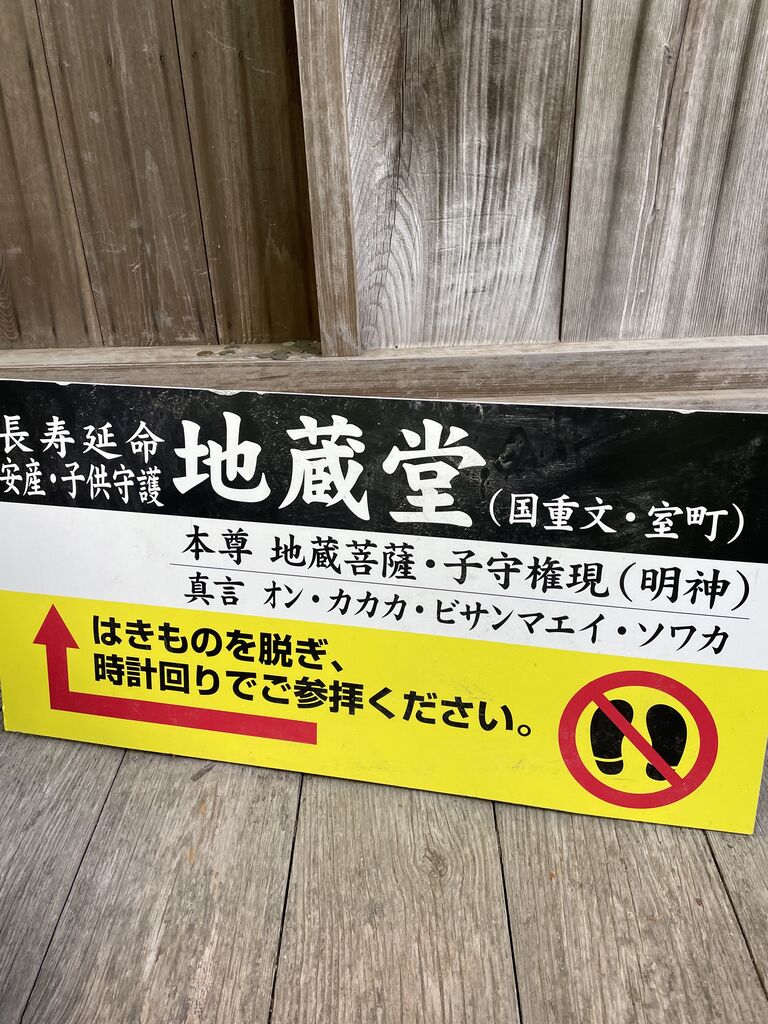 長寿延命
安産・子供守護
地蔵堂(国重文・室町)
本尊 地蔵菩薩・子守権現(明神)
真言 オン・カカカ・ビサンマエイ・ソワカ
はきものを脱ぎ、
時計回りでご参拝ください。